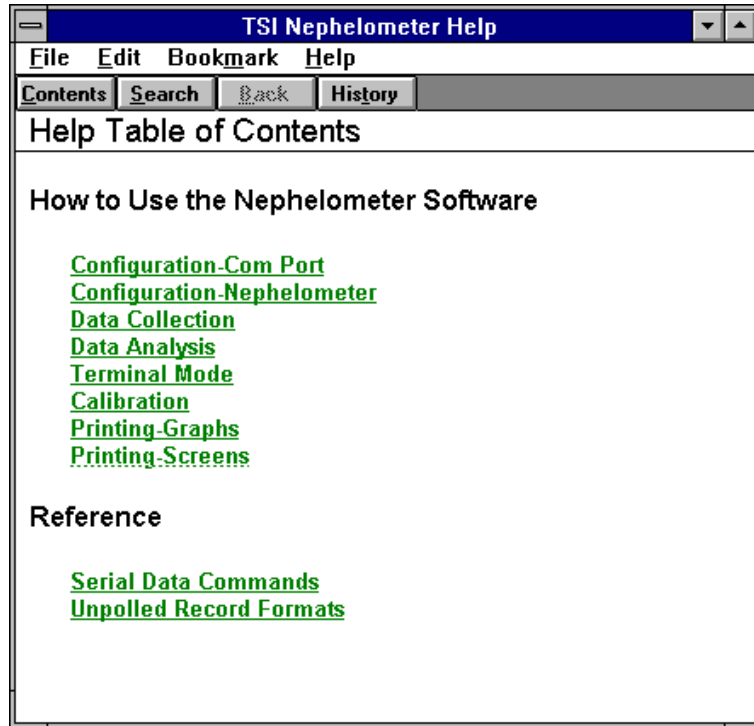 TSI Nephelometer Help
File Edit Bookmark Help
Contents Search Back History
Help Table of Contents
How to Use the Nephelometer Software
Configuration-Com Port
Configuration-Nephelometer
Data Collection
Data Analysis
Terminal Mode
Calibration
Printing-Graphs
Printing-Screens
Reference
Serial Data Commands
Unpolled Record Formats